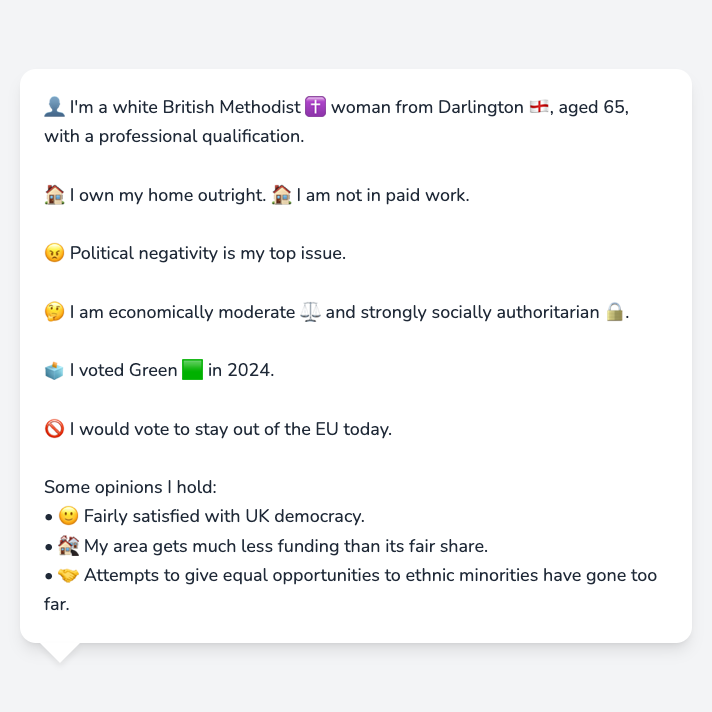 👤 I'm a white British Methodist ✝️ woman from Darlington 🏴󠁧󠁢󠁥󠁮󠁧󠁿, aged 65,
with a professional qualification.
🏠 I own my home outright. 🏠 I am not in paid work.
😠 Political negativity is my top issue.
🤔 I am economically moderate ⚖️ and strongly socially authoritarian 🔒.
🗳️ I voted Green 🟩 in 2024.
🚫 I would vote to stay out of the EU today.
Some opinions I hold:
• 🙂 Fairly satisfied with UK democracy.
• 🏘️ My area gets much less funding than its fair share.
• 🤝 Attempts to give equal opportunities to ethnic minorities have gone too
far.